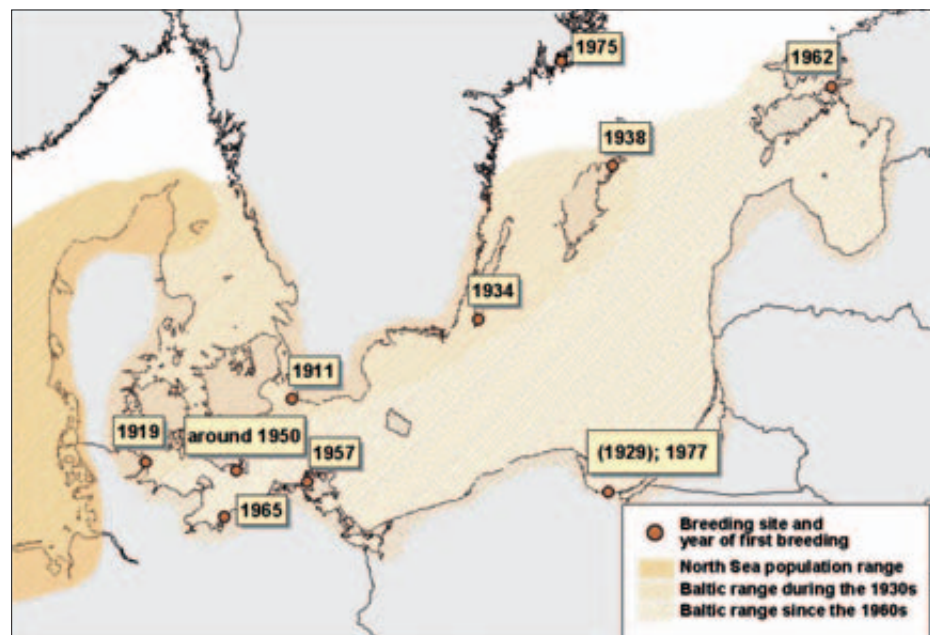 1975
1962
1938
1934
1911
1919
around 1950
1957
(1929); 1977
1965
Breeding site and
year of first breeding
North Sea population range
Baltic range during the 1930s
Baltic range since the 1960s